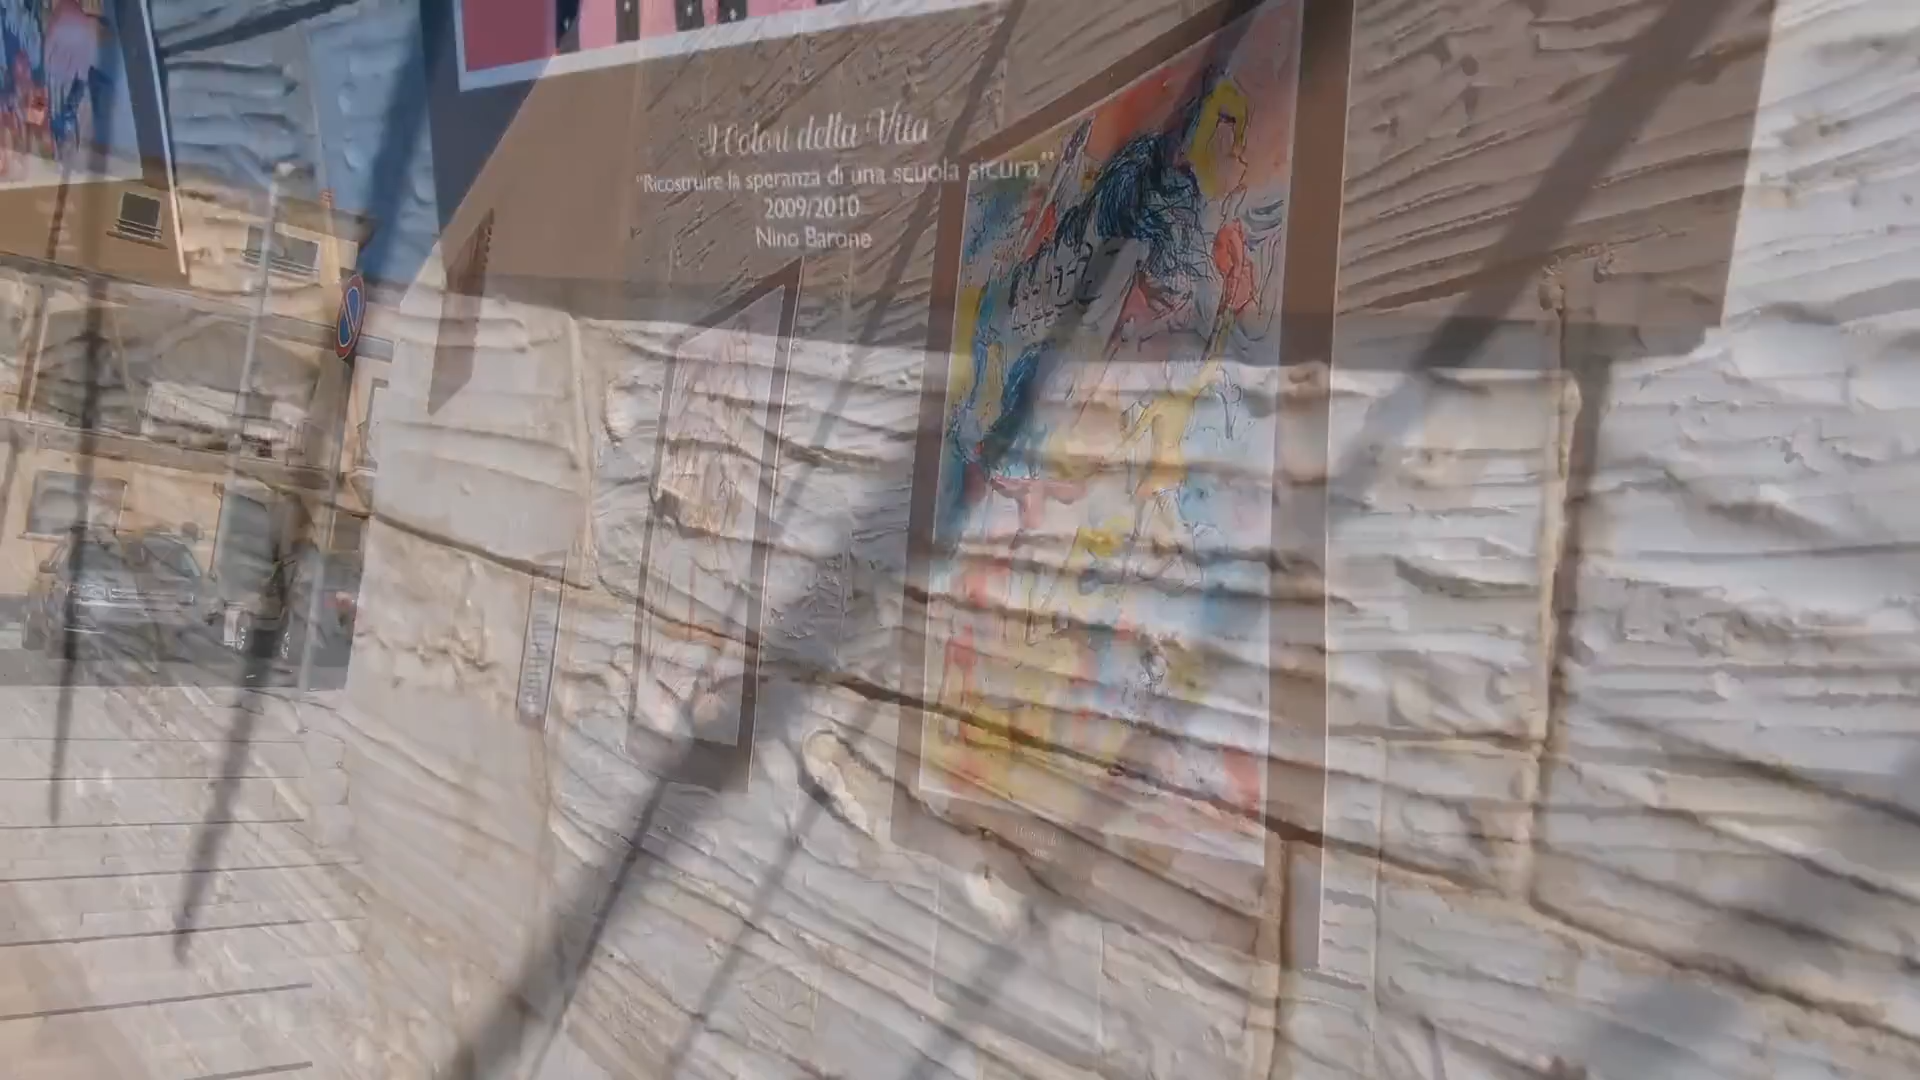 I Colori della Vita
"Ricostruire la speranza di una scuola sicura"
2009/2010
Nino Barone